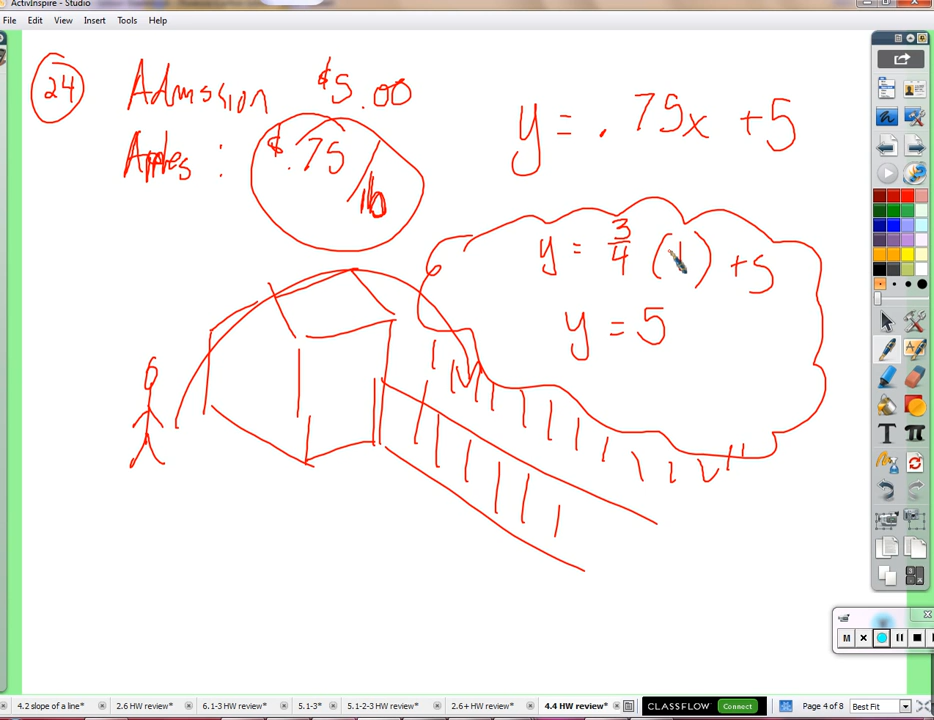 ActivInspire - Studio
File Edit View Insert Tools Help
24 Admission $5.00
Apples : $.75/lb
y = .75x +5
y = 3/4 (1) +5
y = 5
M
4.2 slope of a line* 2.6 HW review* 6.1-3 HW review* 5.1-3* 5.1-2-3 HW review* 2.6+ HW review* 4.4 HW review* CLASSFLOW Connect Page 4 of 8 Best Fit